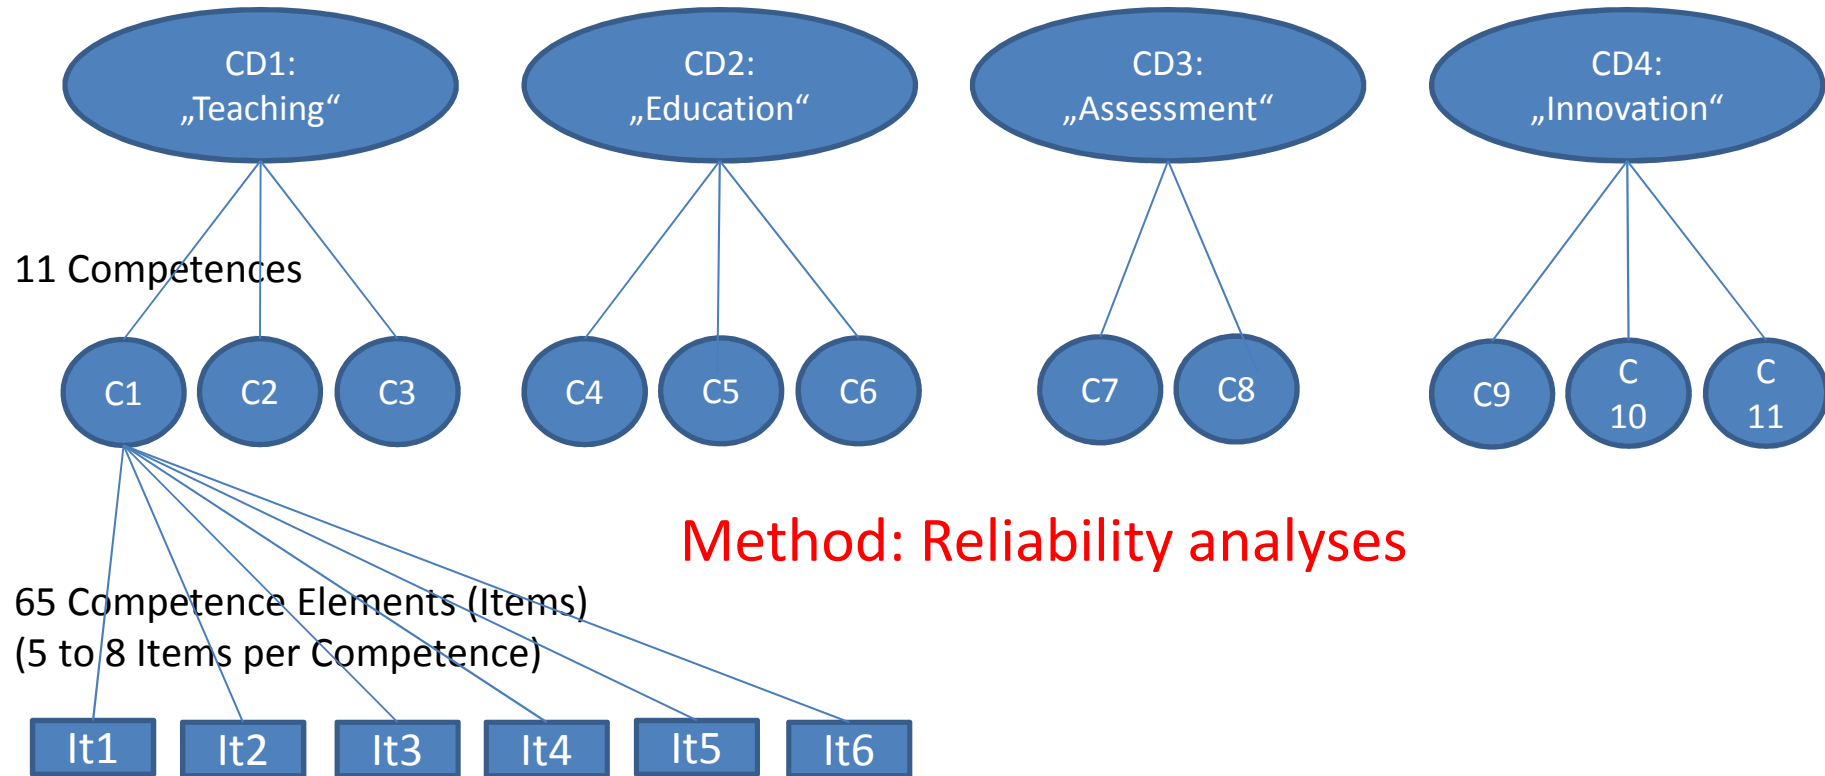 CD1:
„Teaching“
CD2:
„Education“
CD3:
„Assessment“
CD4:
„Innovation“
11 Competences
C1
C2
C3
C4
C5
C6
C7
C8
C9
C
10
C
11
Method: Reliability analyses
65 Competence Elements (Items)
(5 to 8 Items per Competence)
It1
It2
It3
It4
It5
It6